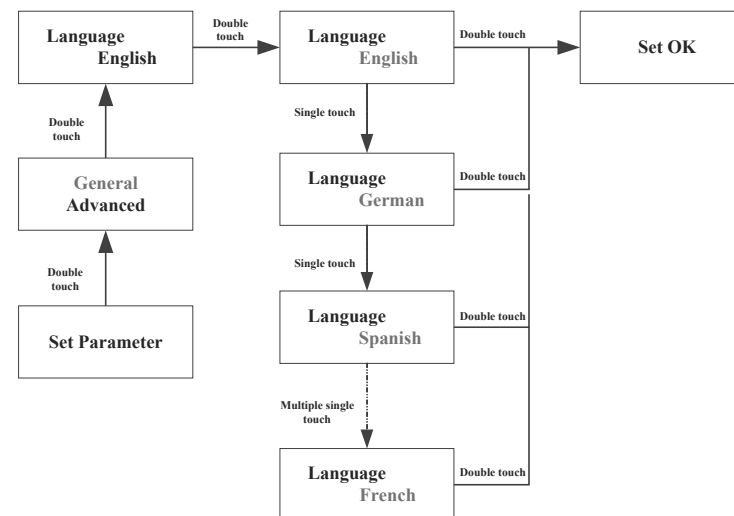 Language
English
Double
touch
Language
English
Double touch
Set OK
Double
touch
Single touch
General
Advanced
Language
German
Double touch
Double
touch
Single touch
Set Parameter
Language
Spanish
Double touch
Multiple single
touch
Language
French
Double touch